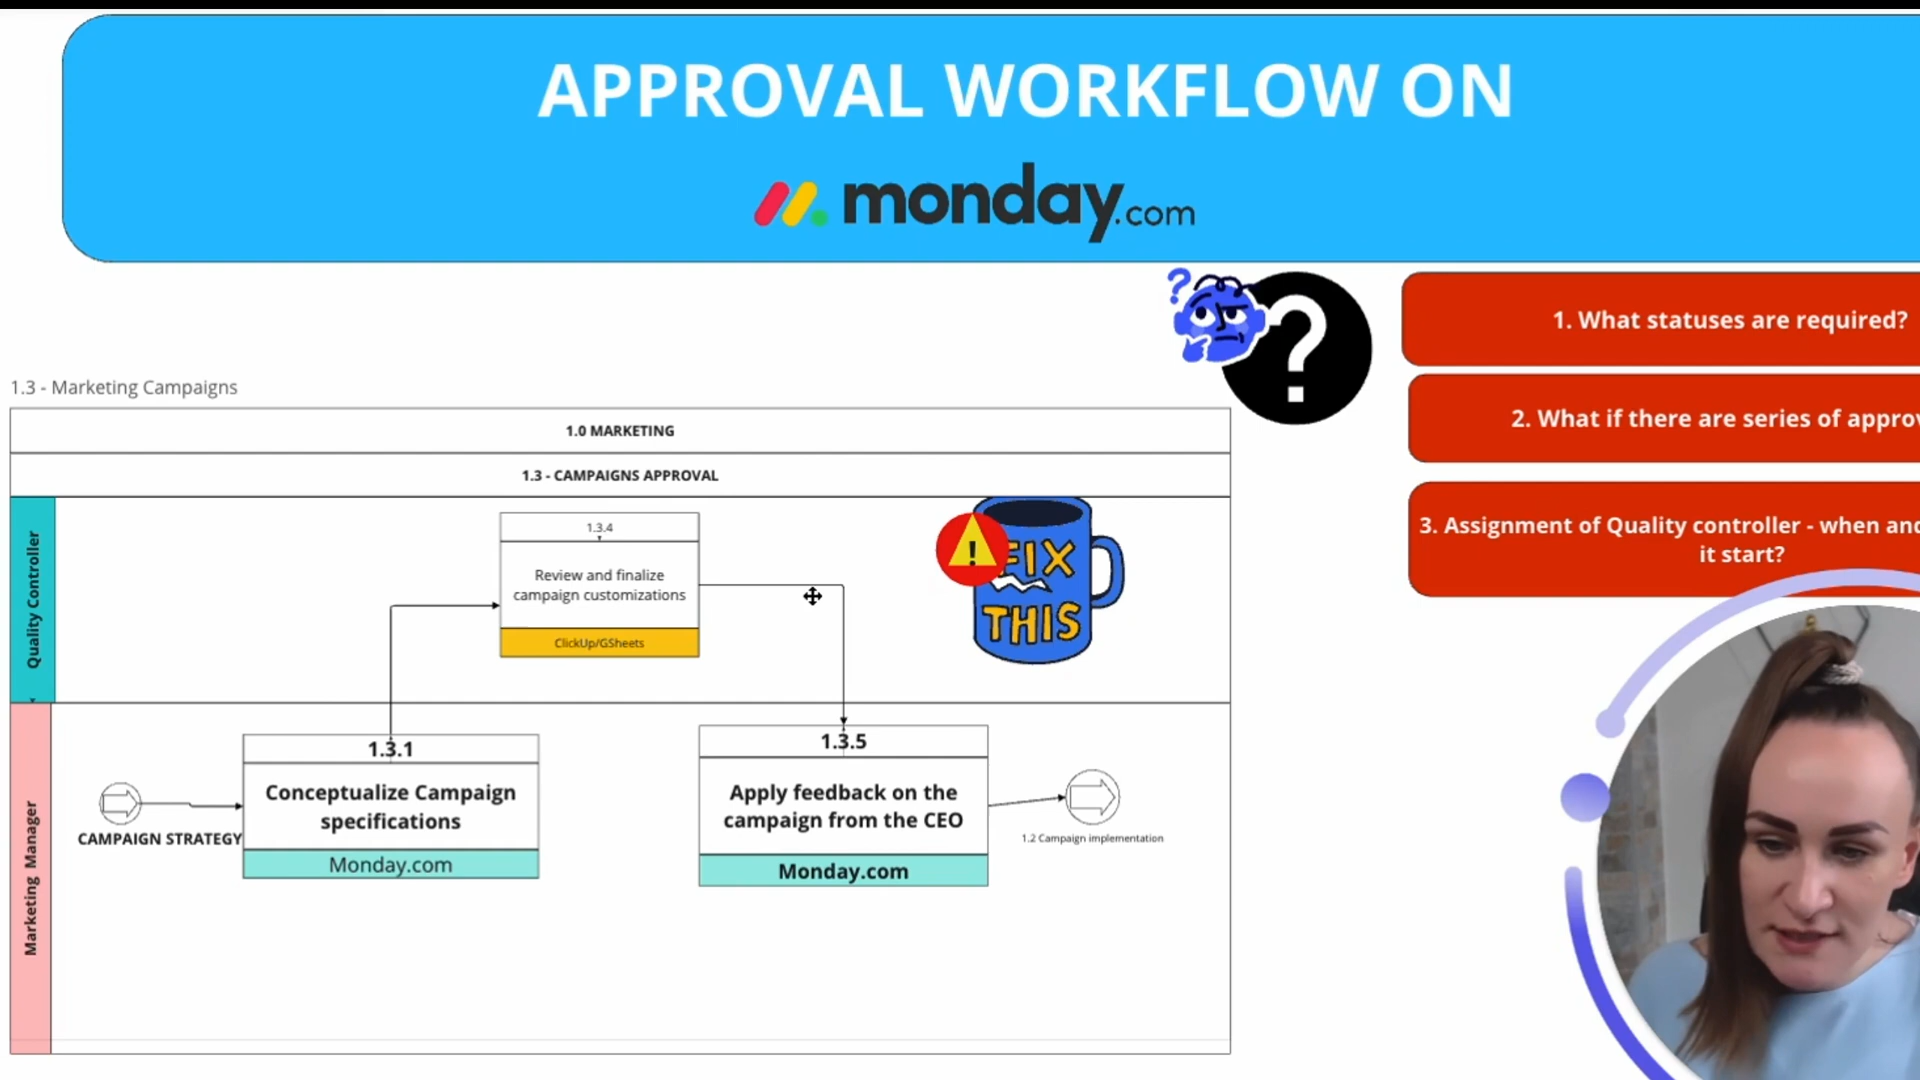 APPROVAL WORKFLOW ON
monday.com
1. What statuses are required?
2. What if there are series of approv
3. Assignment of Quality controller - when and
it start?
1.3 - Marketing Campaigns
1.0 MARKETING
1.3 - CAMPAIGNS APPROVAL
Quality Controller
1.3.4
Review and finalize
campaign customizations
ClickUp/GSheets
FIX
THIS
Marketing Manager
CAMPAIGN STRATEGY
1.3.1
Conceptualize Campaign
specifications
Monday.com
1.3.5
Apply feedback on the
campaign from the CEO
Monday.com
1.2 Campaign implementation